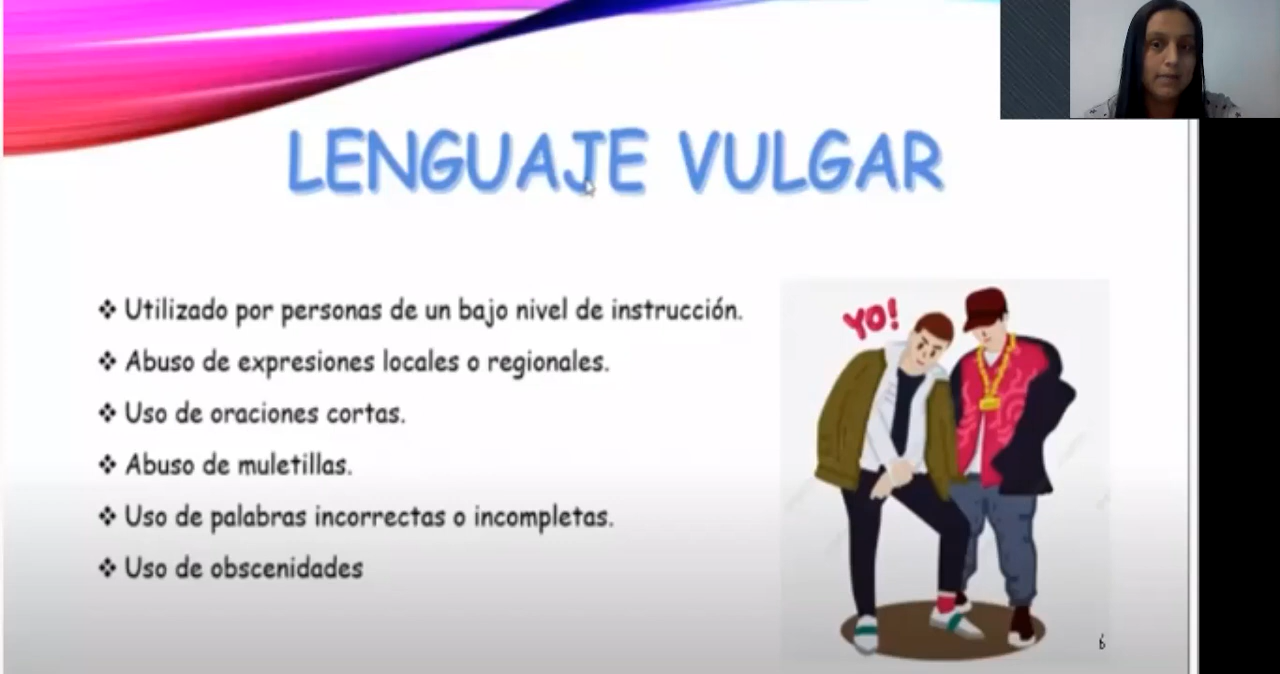 LENGUAJE VULGAR
❖ Utilizado por personas de un bajo nivel de instrucción.
❖ Abuso de expresiones locales o regionales.
❖ Uso de oraciones cortas.
❖ Abuso de muletillas.
❖ Uso de palabras incorrectas o incompletas.
❖ Uso de obscenidades
YO!
6